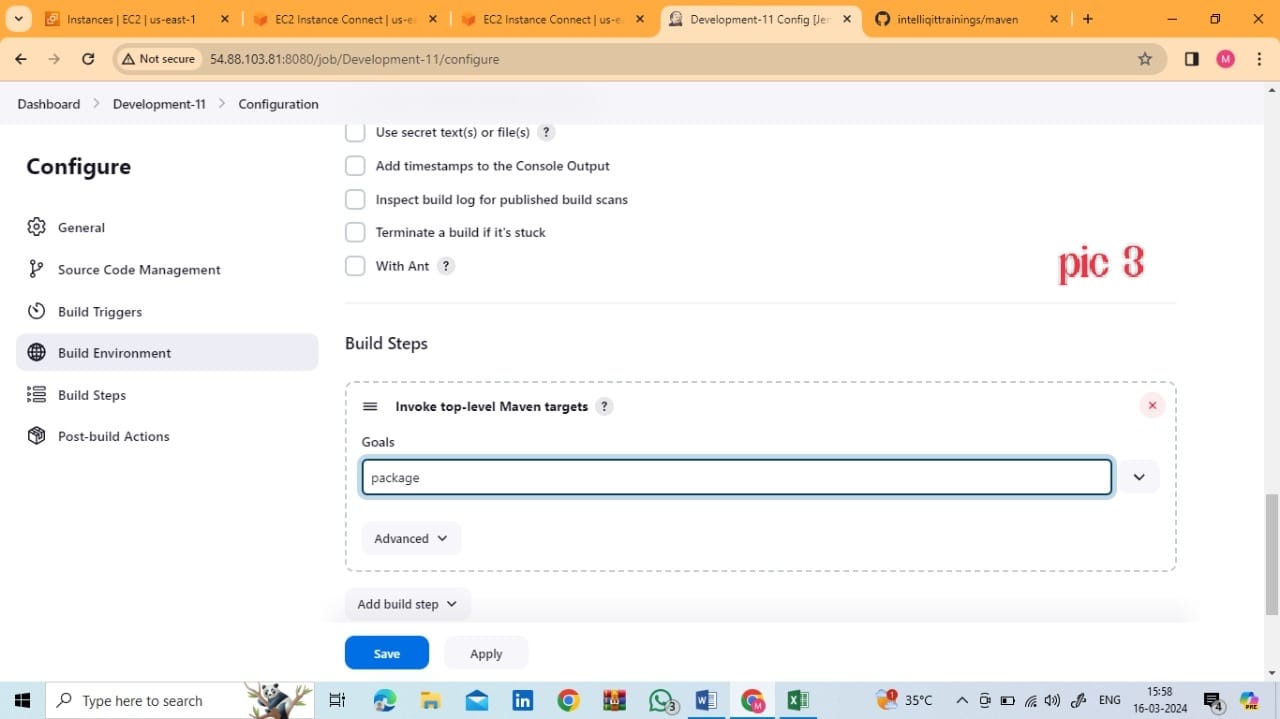 Instances | EC2 | us-east-1
EC2 Instance Connect | us-ea
EC2 Instance Connect | us-ea
Development-11 Config [Jen
intelliqittrainings/maven
Not secure
54.88.103.81:8080/job/Development-11/configure
M
Dashboard
Development-11
Configuration
Use secret text(s) or file(s) ?
Configure
Add timestamps to the Console Output
Inspect build log for published build scans
General
Terminate a build if it's stuck
With Ant ?
pic 3
Source Code Management
Build Triggers
Build Steps
Build Environment
Build Steps
Invoke top-level Maven targets ?
Post-build Actions
Goals
package
Advanced
Add build step
Save
Apply
Type here to search
3
M
1
35°C
ENG
15:58
16-03-2024
4